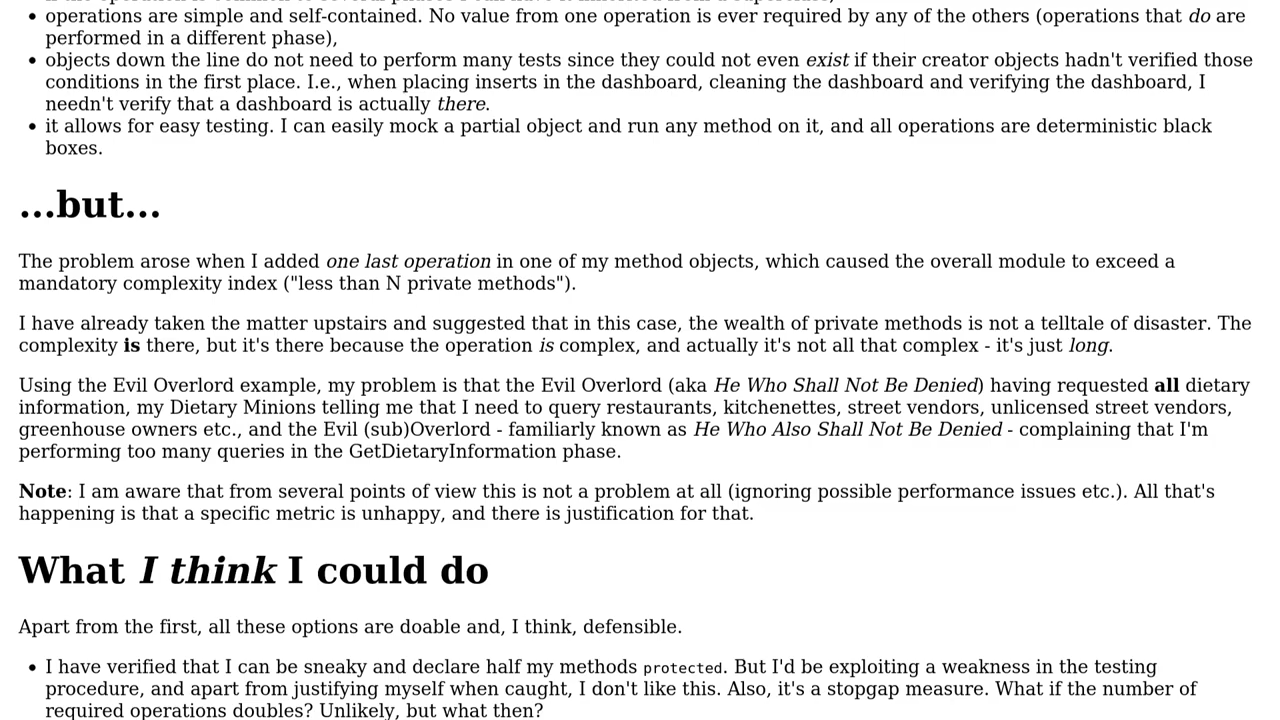 operations are simple and self-contained. No value from one operation is ever required by any of the others (operations that do are
performed in a different phase),
objects down the line do not need to perform many tests since they could not even exist if their creator objects hadn't verified those
conditions in the first place. I.e., when placing inserts in the dashboard, cleaning the dashboard and verifying the dashboard, I
needn't verify that a dashboard is actually there.
it allows for easy testing. I can easily mock a partial object and run any method on it, and all operations are deterministic black
boxes.
...but...
The problem arose when I added one last operation in one of my method objects, which caused the overall module to exceed a
mandatory complexity index ("less than N private methods").
I have already taken the matter upstairs and suggested that in this case, the wealth of private methods is not a telltale of disaster. The
complexity is there, but it's there because the operation is complex, and actually it's not all that complex - it's just long.
Using the Evil Overlord example, my problem is that the Evil Overlord (aka He Who Shall Not Be Denied) having requested all dietary
information, my Dietary Minions telling me that I need to query restaurants, kitchenettes, street vendors, unlicensed street vendors,
greenhouse owners etc., and the Evil (sub)Overlord - familiarly known as He Who Also Shall Not Be Denied - complaining that I'm
performing too many queries in the GetDietaryInformation phase.
Note: I am aware that from several points of view this is not a problem at all (ignoring possible performance issues etc.). All that's
happening is that a specific metric is unhappy, and there is justification for that.
What I think I could do
Apart from the first, all these options are doable and, I think, defensible.
I have verified that I can be sneaky and declare half my methods protected. But I'd be exploiting a weakness in the testing
procedure, and apart from justifying myself when caught, I don't like this. Also, it's a stopgap measure. What if the number of
required operations doubles? Unlikely, but what then?